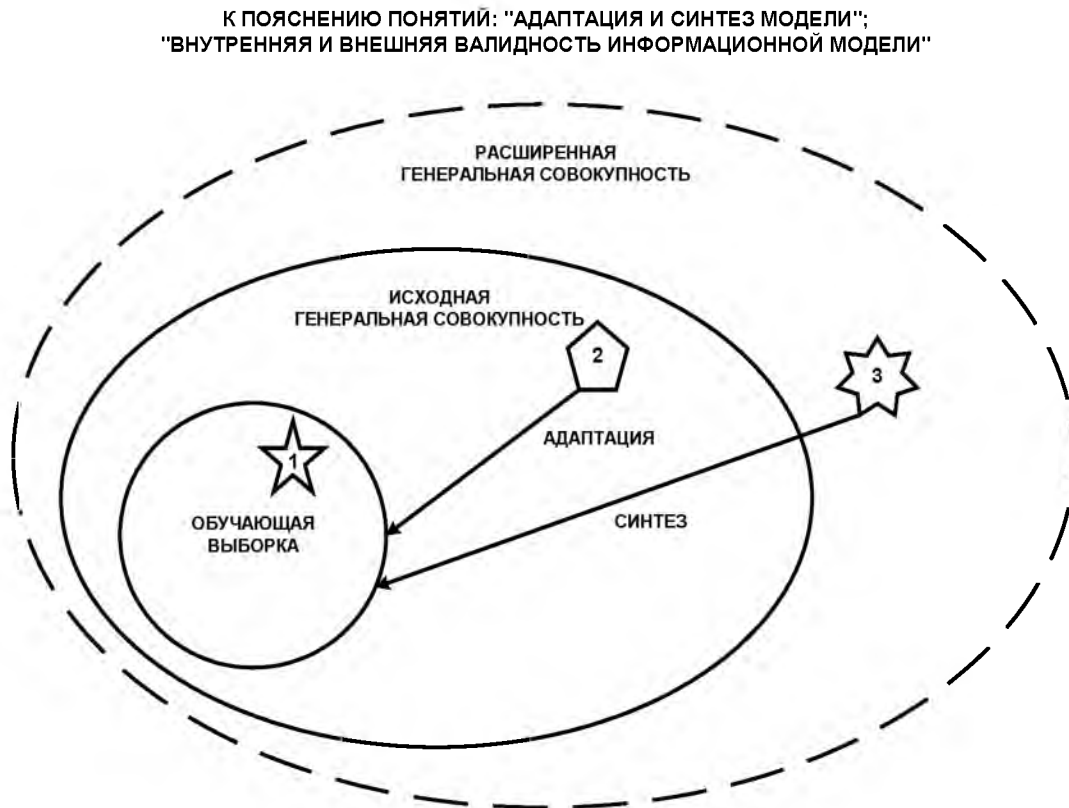 К ПОЯСНЕНИЮ ПОНЯТИЙ: "АДАПТАЦИЯ И СИНТЕЗ МОДЕЛИ";
"ВНУТРЕННЯЯ И ВНЕШНЯЯ ВАЛИДНОСТЬ ИНФОРМАЦИОННОЙ МОДЕЛИ"
РАСШИРЕННАЯ
ГЕНЕРАЛЬНАЯ СОВОКУПНОСТЬ
ИСХОДНАЯ
ГЕНЕРАЛЬНАЯ СОВОКУПНОСТЬ
2
3
АДАПТАЦИЯ
1
ОБУЧАЮЩАЯ
ВЫБОРКА
СИНТЕЗ